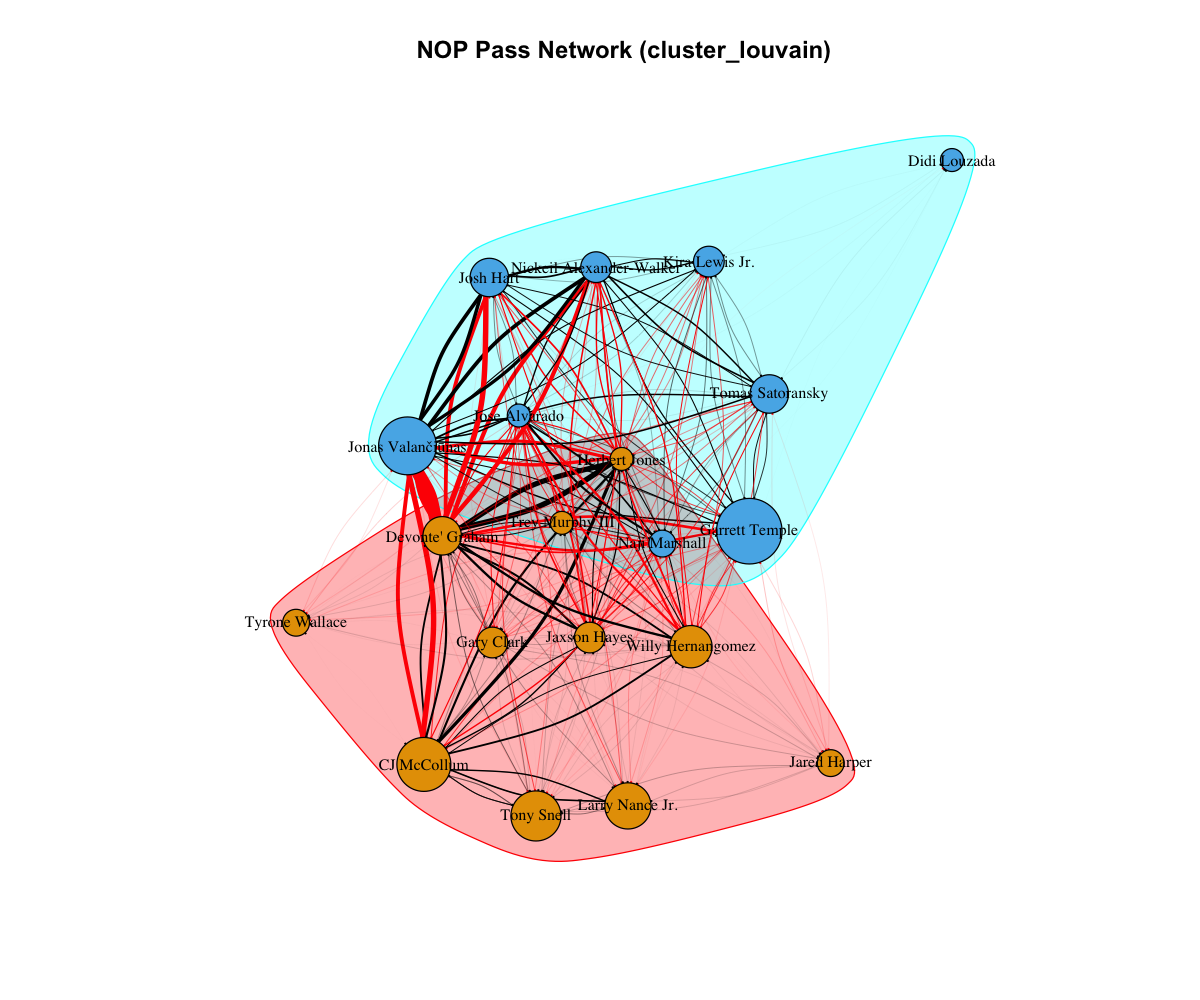 NOP Pass Network (cluster_louvain)
Didi Louzada
Kira Lewis Jr.
Nickeil Alexander-Walker
Josh Hart
Tomas Satoransky
Jose Alvarado
Jonas Valančiūnas
Herbert Jones
Trey Murphy III
Garrett Temple
Devonte' Graham
Naji Marshall
Tyrone Wallace
Gary Clark
Jaxson Hayes
Willy Hernangomez
Jared Harper
CJ McCollum
Larry Nance Jr.
Tony Snell